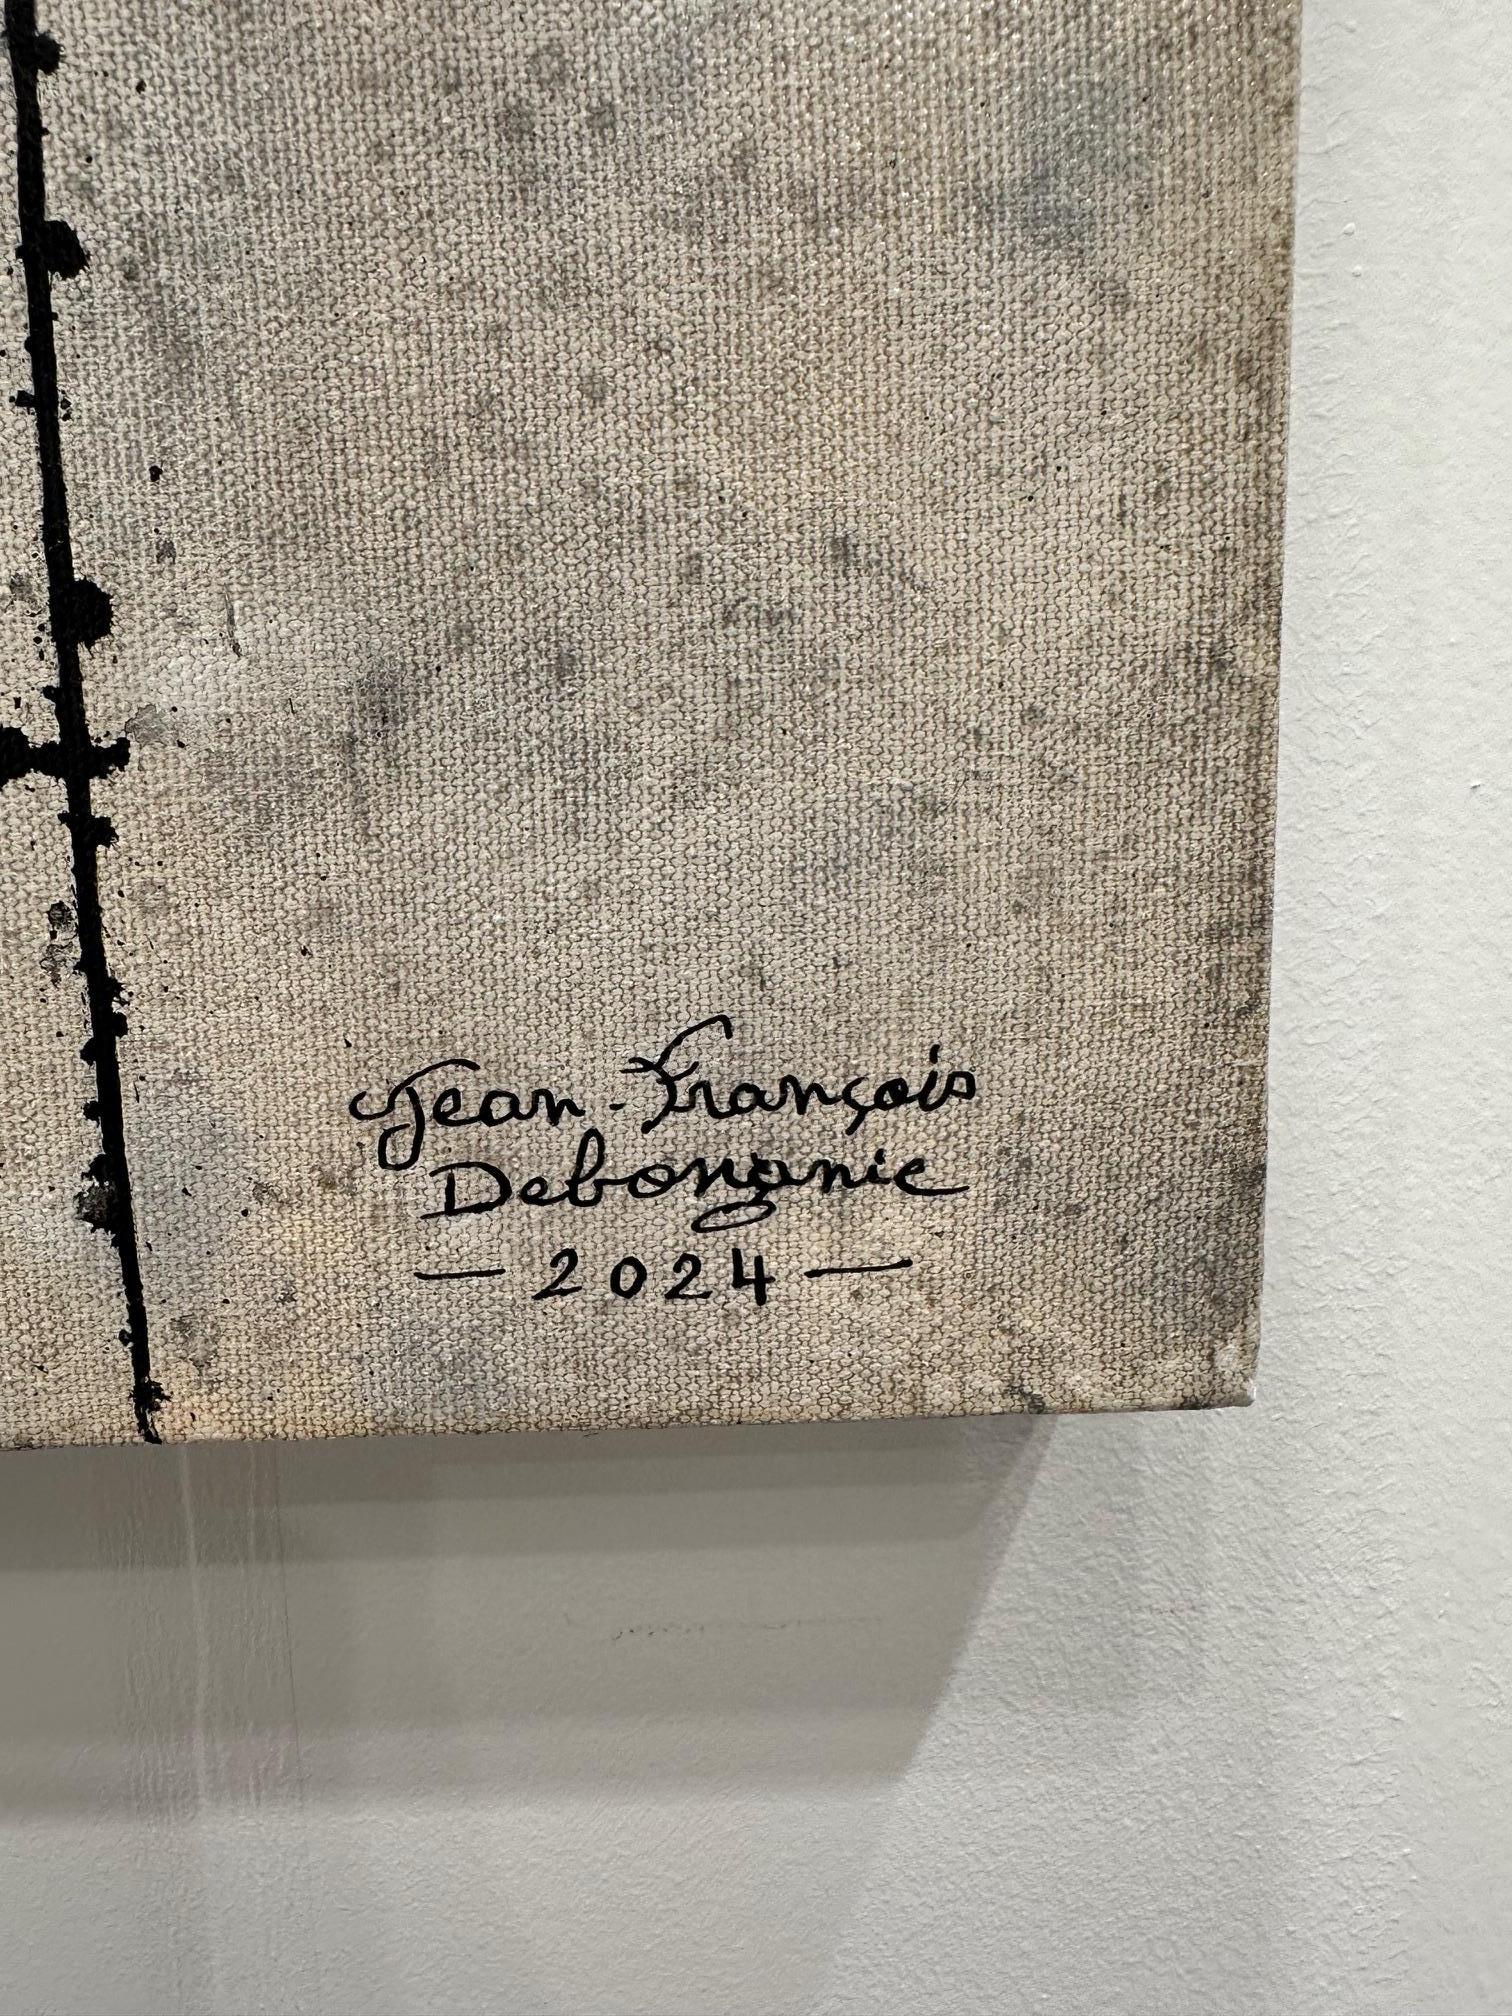 Jean-François
Debongnie
— 2024 —